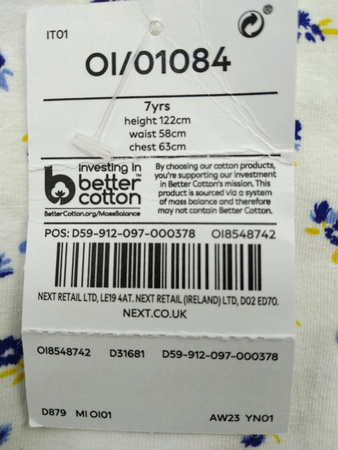 IT01
OI/01084
7yrs
height 122cm
waist 58cm
chest 63cm
investing in
better
cotton™
BetterCotton.org/MassBalance
By choosing our cotton products,
you're supporting our investment
in Better Cotton's mission. This
product is sourced via a system
of mass balance and therefore
may not contain Better Cotton.
POS: D59-912-097-000378 OI8548742
NEXT RETAIL LTD, LE19 4AT. NEXT RETAIL (IRELAND) LTD, D02 ED70.
NEXT.CO.UK
OI8548742 D31681 D59-912-097-000378
D879 MI OI01 AW23 YN01